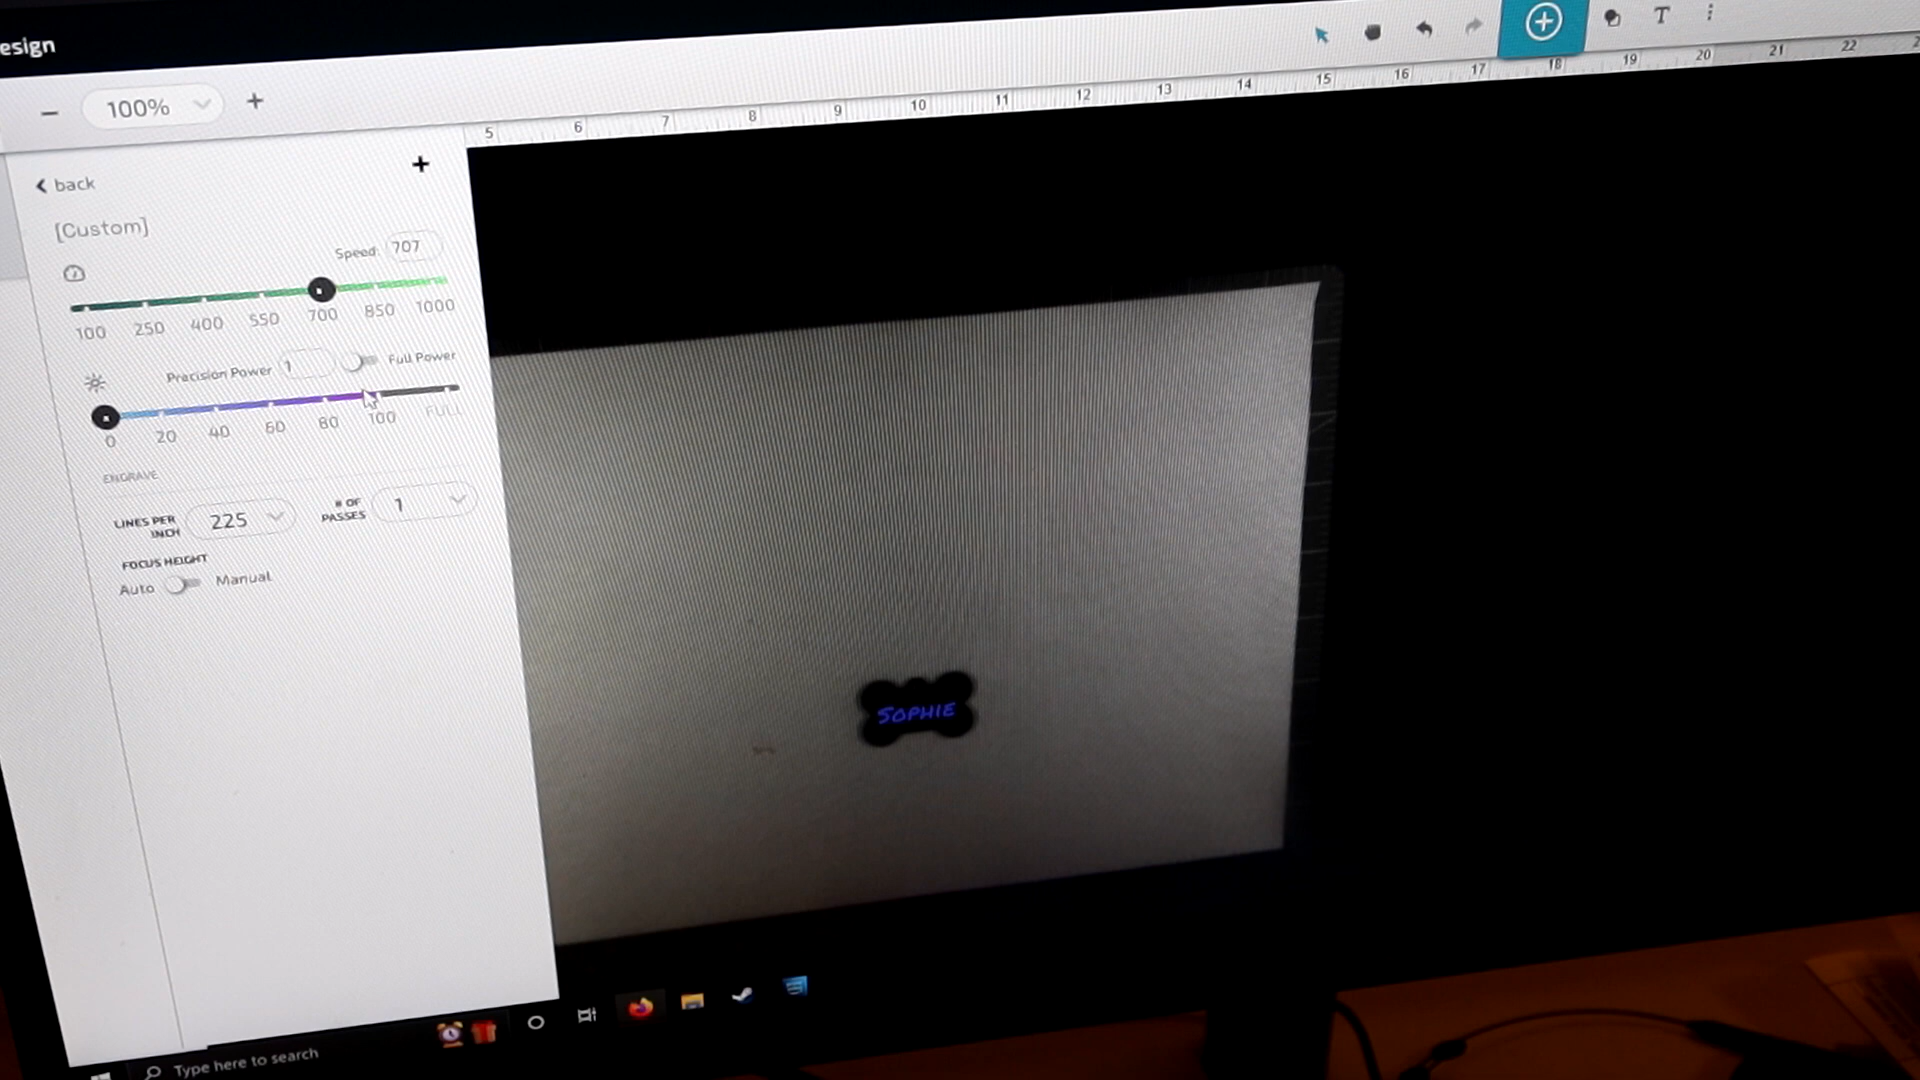 esign
100%
5 6 7 8 9 10 11 12 13 14 15 16 17 18 19 20 21 22
back
[Custom]
Speed: 707
100 250 400 550 700 850 1000
Precision Power 1 Full Power
0 20 40 60 80 100 FULL
ENGRAVE
LINES PER INCH 225 # OF PASSES 1
FOCUS HEIGHT
Auto Manual
SOPHIE
Type here to search